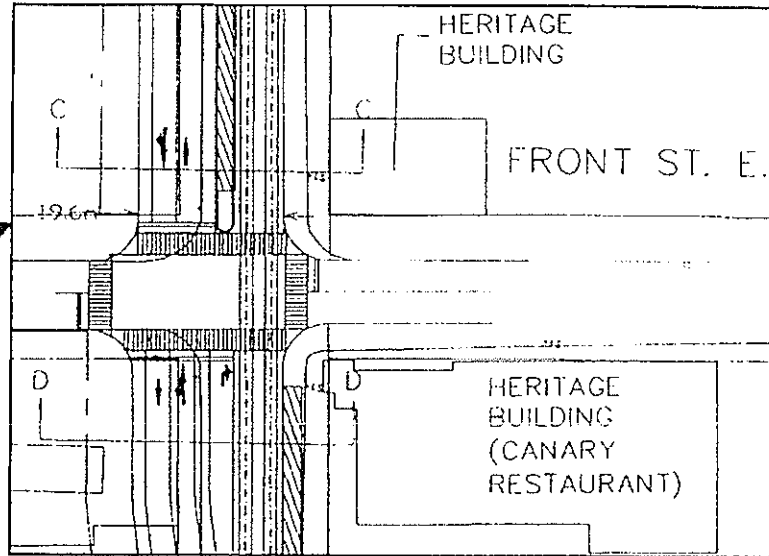 HERITAGE
BUILDING
C
C
FRONT ST. E.
19.6m
D
D
HERITAGE
BUILDING
(CANARY
RESTAURANT)